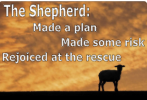 The Shepherd:
Made a plan
Made some risk
Rejoiced at the rescue